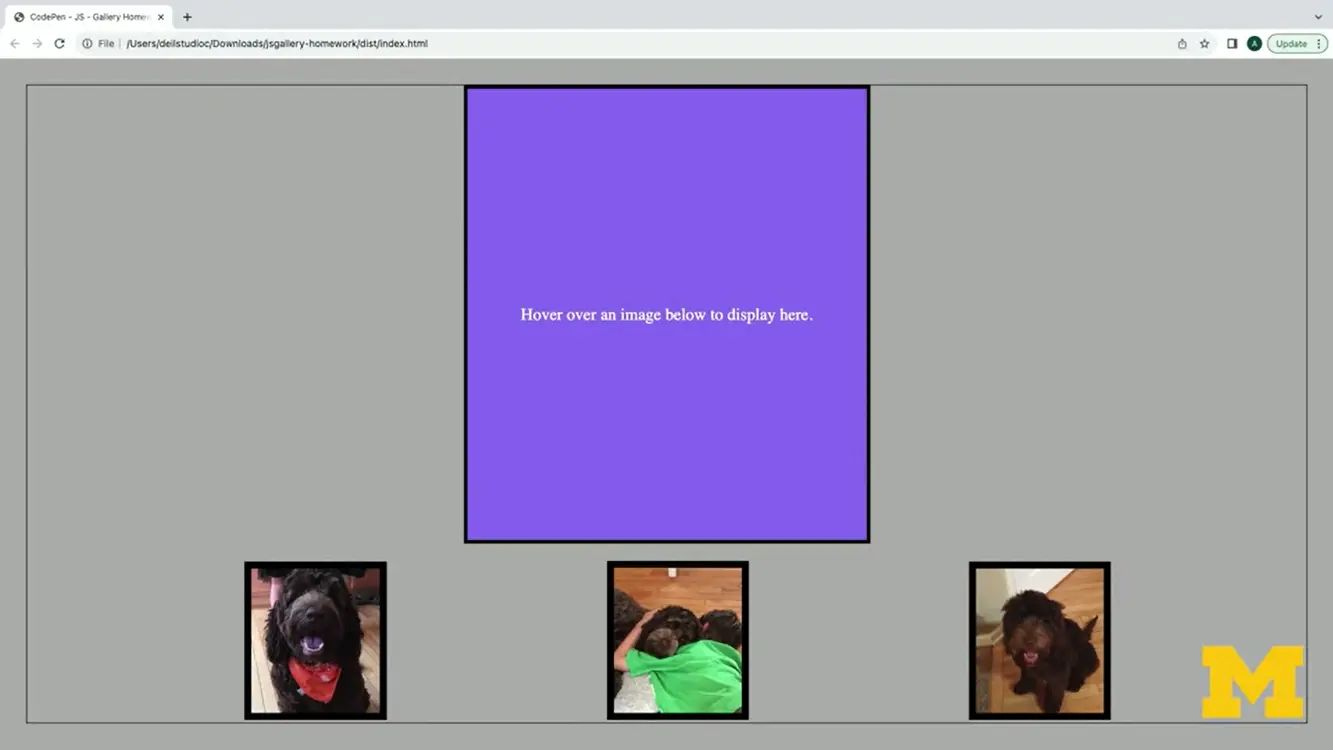 CodePen - JS - Gallery Homew
File
/Users/deilstudioc/Downloads/jsgallery-homework/dist/index.html
A
Update
Hover over an image below to display here.
M